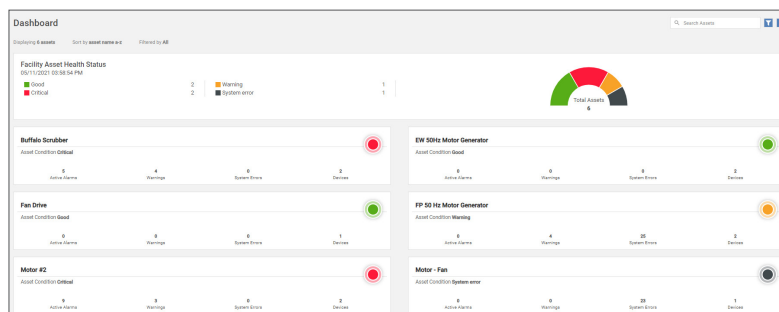 Dashboard
Search Assets
Displaying 6 assets Sort by asset name a-z Filtered by All
Facility Asset Health Status
05/11/2021 03:58:54 PM
Good 2 Warning 1
Critical 2 System error 1
Total Assets
6
Buffalo Scrubber
Asset Condition Critical
5 4 0 2
Active Alarms Warnings System Errors Devices
EW 50Hz Motor Generator
Asset Condition Good
0 0 0 2
Active Alarms Warnings System Errors Devices
Fan Drive
Asset Condition Good
0 0 0 1
Active Alarms Warnings System Errors Devices
FP 50 Hz Motor Generator
Asset Condition Warning
0 4 25 2
Active Alarms Warnings System Errors Devices
Motor #2
Asset Condition Critical
9 0 0 2
Active Alarms Warnings System Errors Devices
Motor - Fan
Asset Condition System error
0 0 23 1
Active Alarms Warnings System Errors Devices